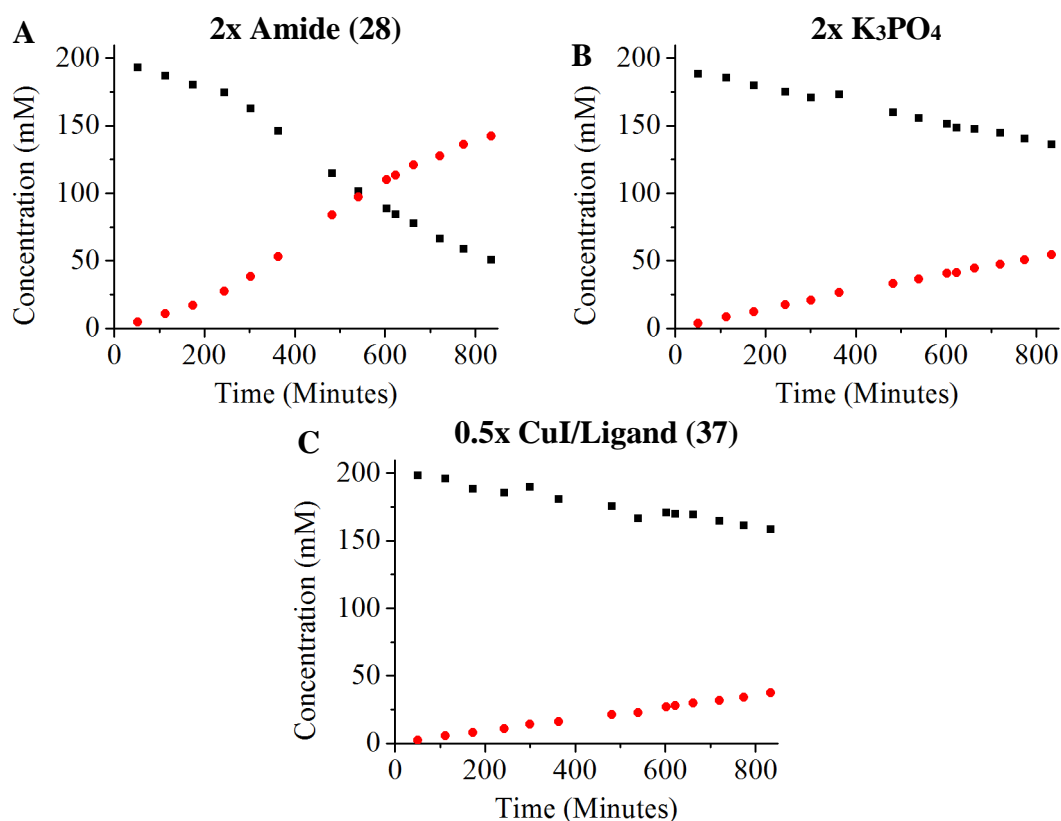 A
2x Amide (28)
Concentration (mM)
200
150
100
50
0
0 200 400 600 800
Time (Minutes)
B
2x K₃PO₄
Concentration (mM)
200
150
100
50
0
0 200 400 600 800
Time (Minutes)
C
0.5x CuI/Ligand (37)
Concentration (mM)
200
150
100
50
0
0 200 400 600 800
Time (Minutes)